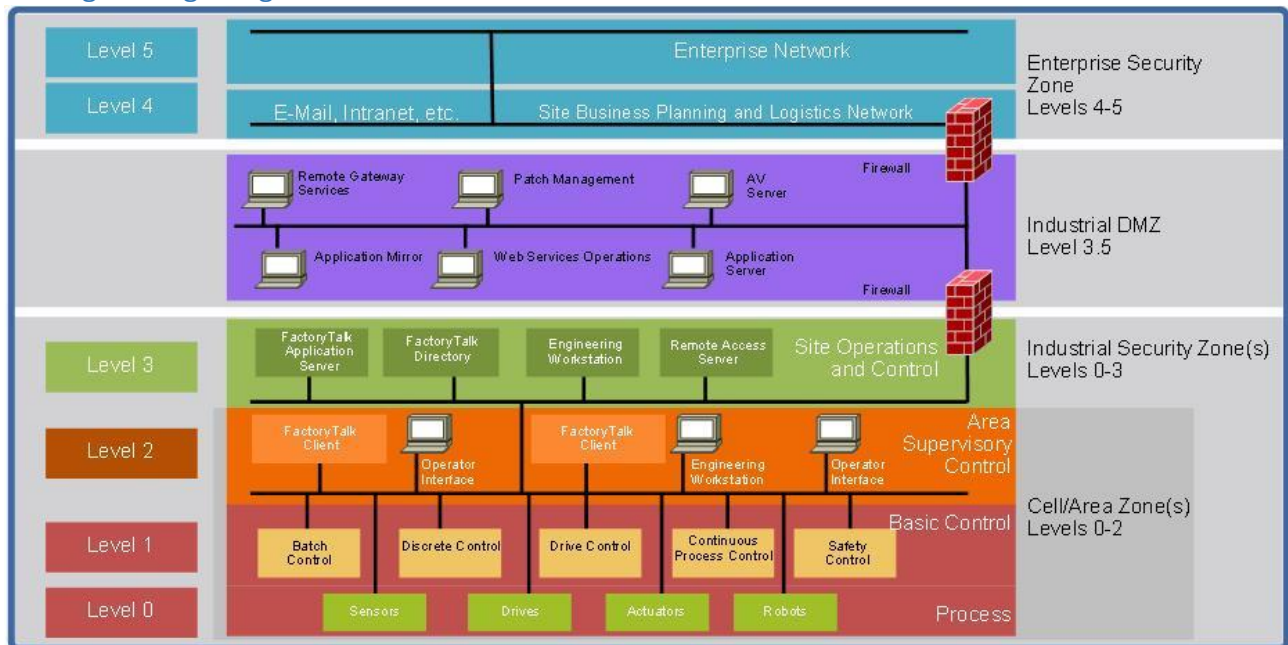 Level 5
Enterprise Network
Enterprise Security
Zone
Levels 4-5
Level 4
E-Mail, Intranet, etc.
Site Business Planning and Logistics Network
Firewall
Remote Gateway
Services
Patch Management
AV
Server
Industrial DMZ
Level 3.5
Application Mirror
Web Services Operations
Application
Server
Firewall
Level 3
FactoryTalk
Application
Server
FactoryTalk
Directory
Engineering
Workstation
Remote Access
Server
Site Operations
and Control
Industrial Security Zone(s)
Levels 0-3
Level 2
FactoryTalk
Client
Operator
Interface
FactoryTalk
Client
Engineering
Workstation
Operator
Interface
Area
Supervisory
Control
Cell/Area Zone(s)
Levels 0-2
Level 1
Basic Control
Batch
Control
Discrete Control
Drive Control
Continuous
Process Control
Safety
Control
Level 0
Sensors
Drives
Actuators
Robots
Process